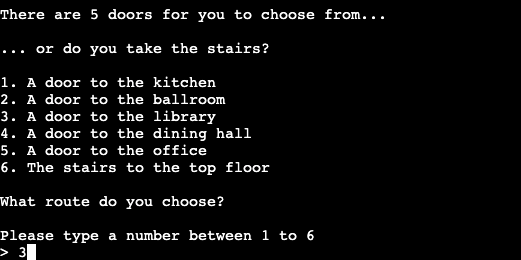 There are 5 doors for you to choose from...
... or do you take the stairs?
1. A door to the kitchen
2. A door to the ballroom
3. A door to the library
4. A door to the dining hall
5. A door to the office
6. The stairs to the top floor
What route do you choose?
Please type a number between 1 to 6
> 3